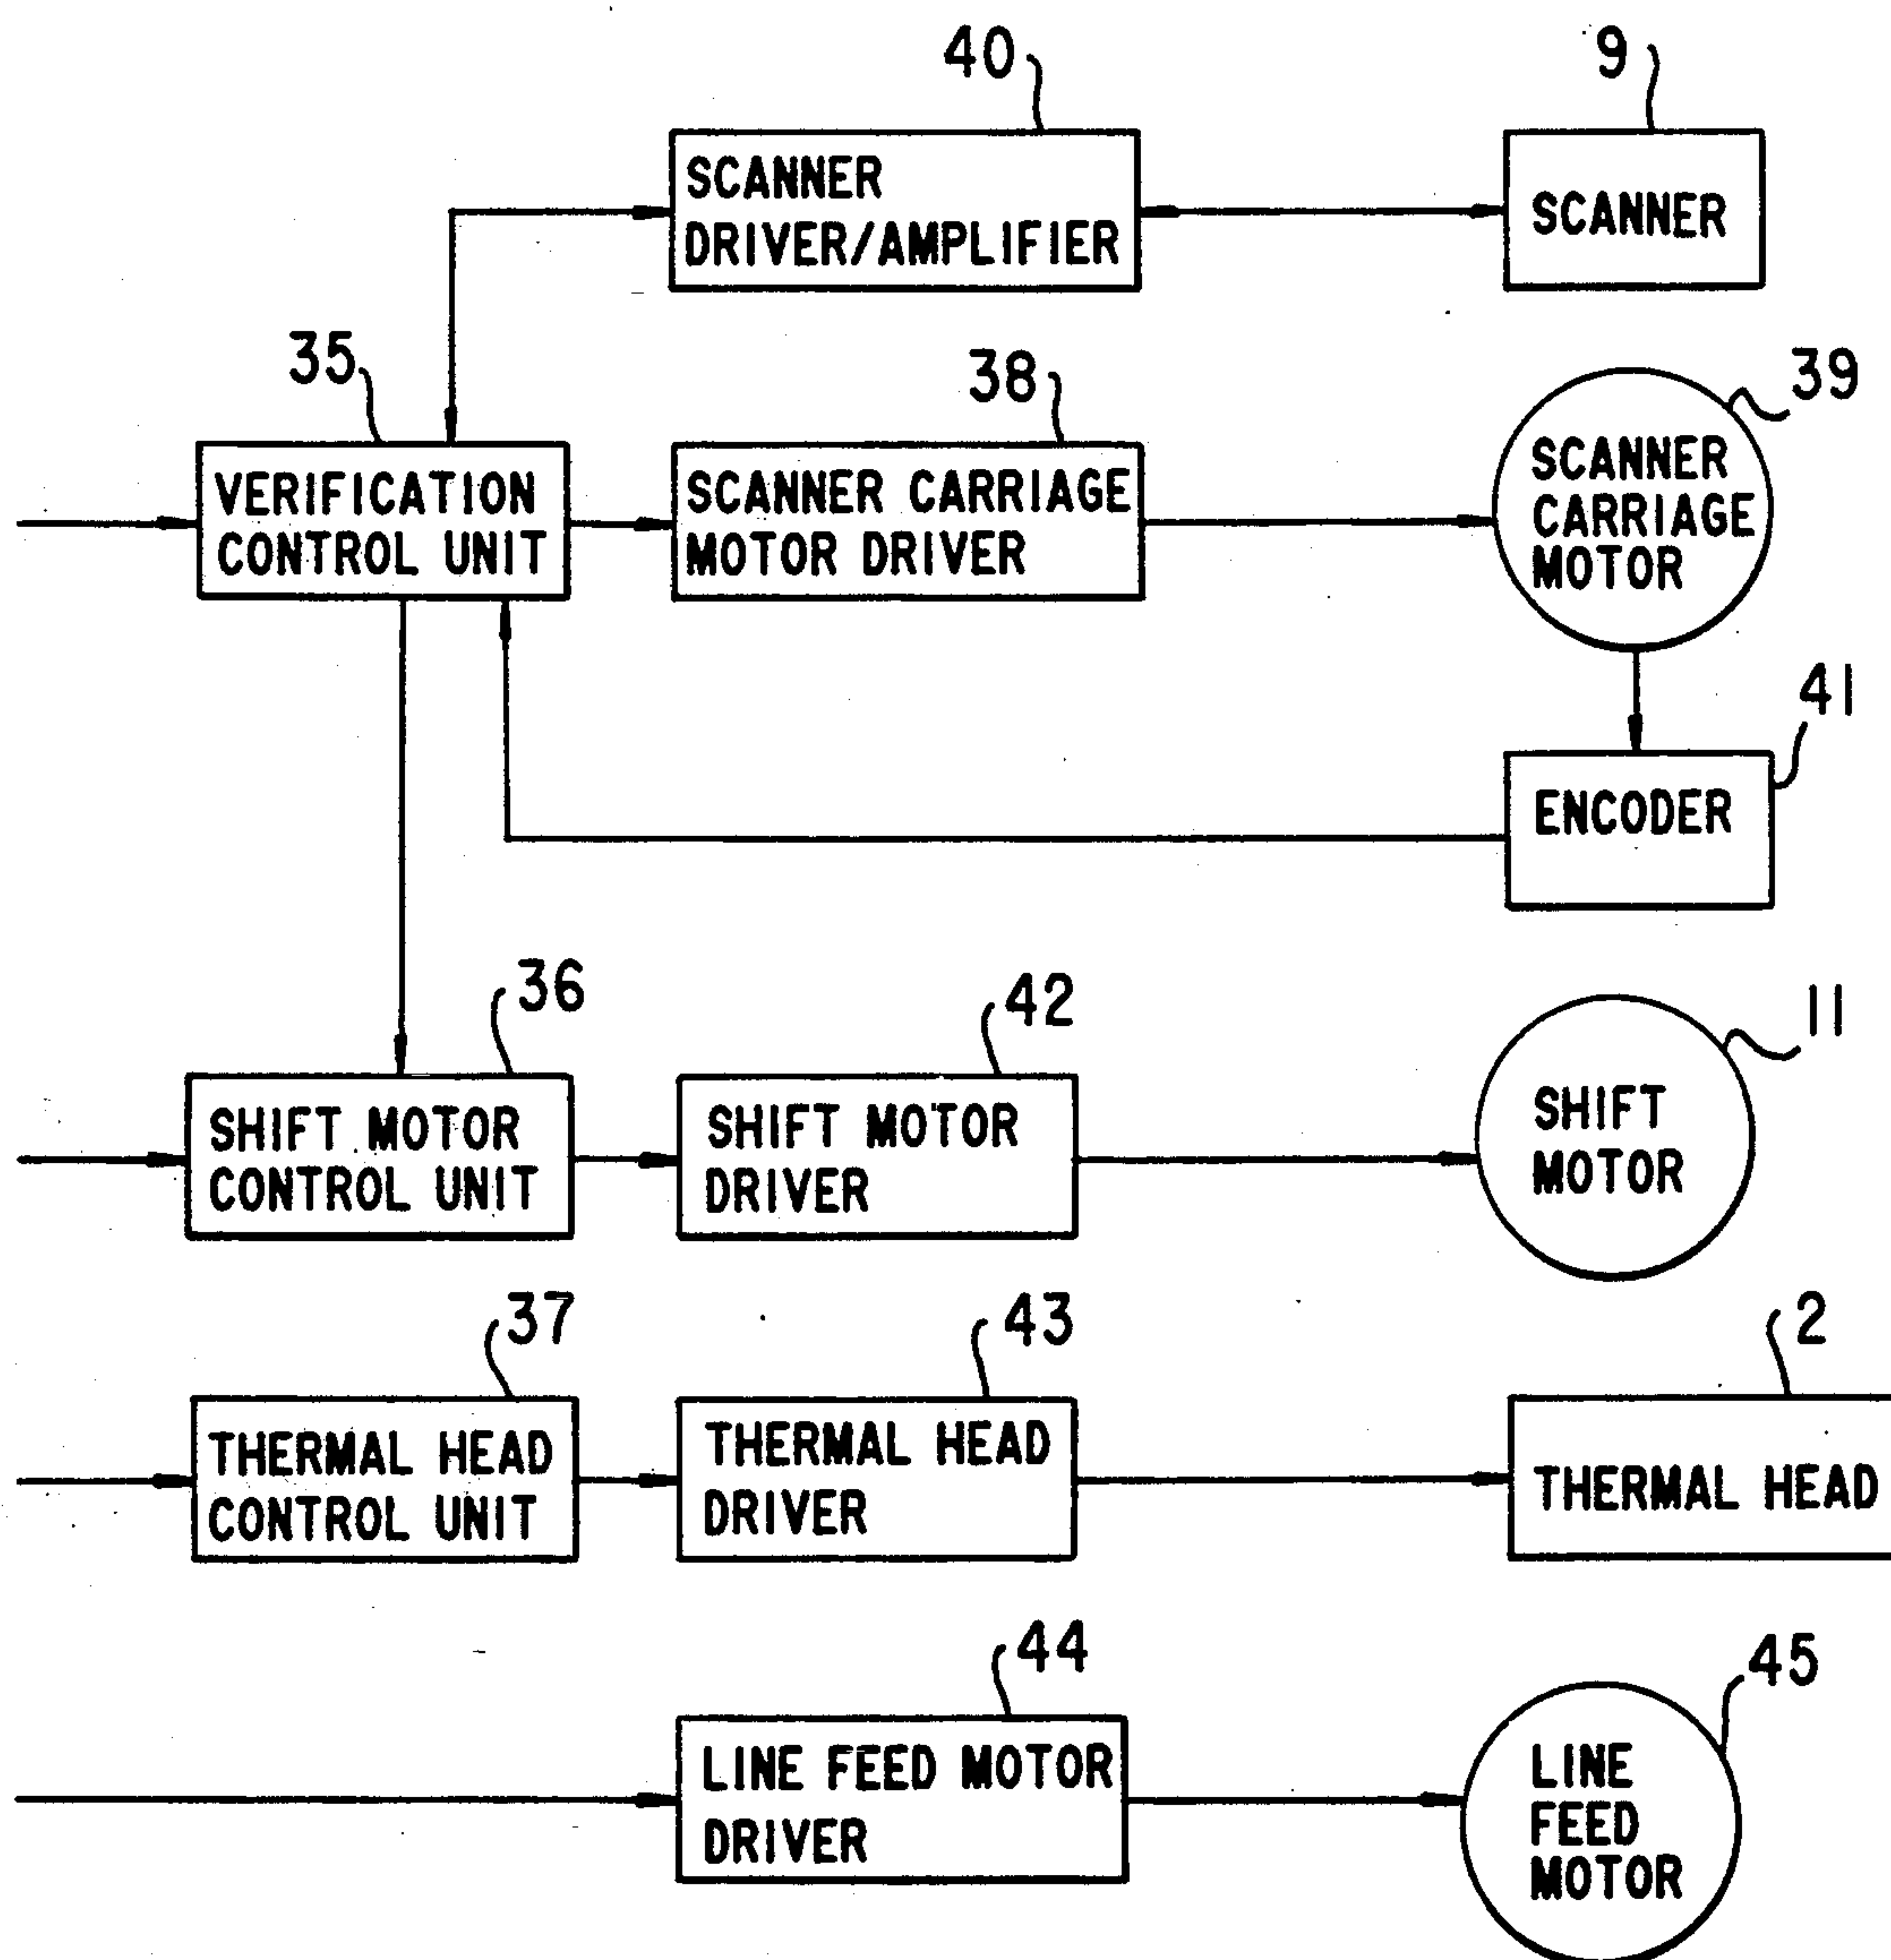 40
9
SCANNER
DRIVER/AMPLIFIER
SCANNER
35
38
39
VERIFICATION
CONTROL UNIT
SCANNER CARRIAGE
MOTOR DRIVER
SCANNER
CARRIAGE
MOTOR
41
ENCODER
36
42
11
SHIFT MOTOR
CONTROL UNIT
SHIFT MOTOR
DRIVER
SHIFT
MOTOR
37
43
2
THERMAL HEAD
CONTROL UNIT
THERMAL HEAD
DRIVER
THERMAL HEAD
44
45
LINE FEED MOTOR
DRIVER
LINE
FEED
MOTOR